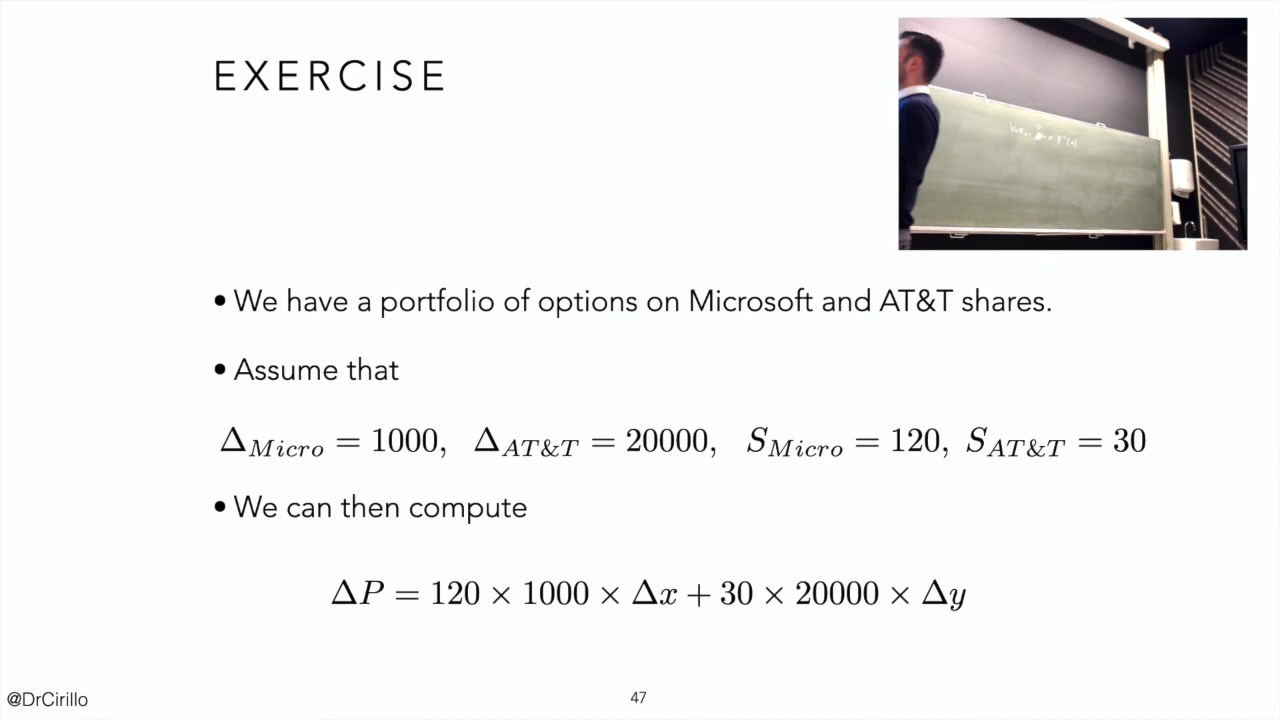 EXERCISE
• We have a portfolio of options on Microsoft and AT&T shares.
• Assume that
Δ_{Micro} = 1000, Δ_{AT&T} = 20000, S_{Micro} = 120, S_{AT&T} = 30
• We can then compute
ΔP = 120 × 1000 × Δx + 30 × 20000 × Δy
@DrCirillo
47